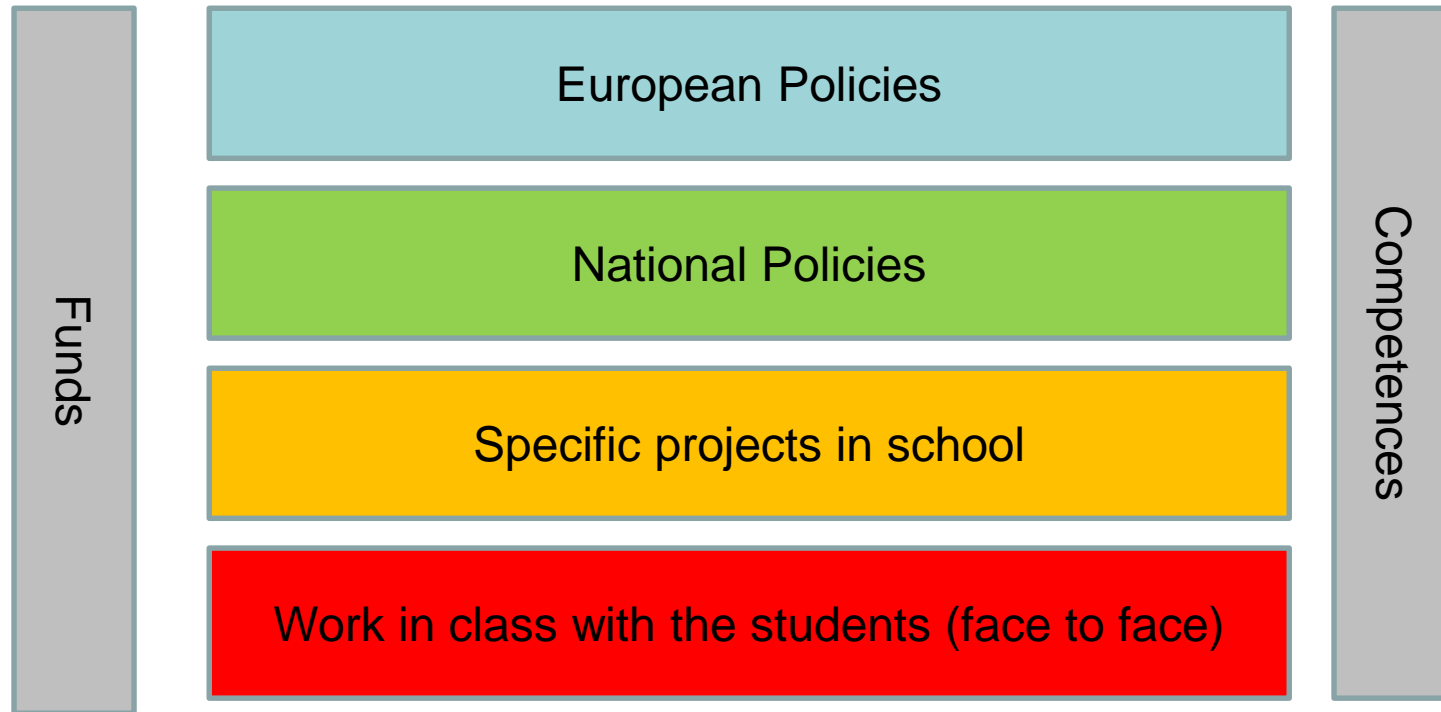 European Policies
National Policies
Specific projects in school
Work in class with the students (face to face)
Funds
Competences